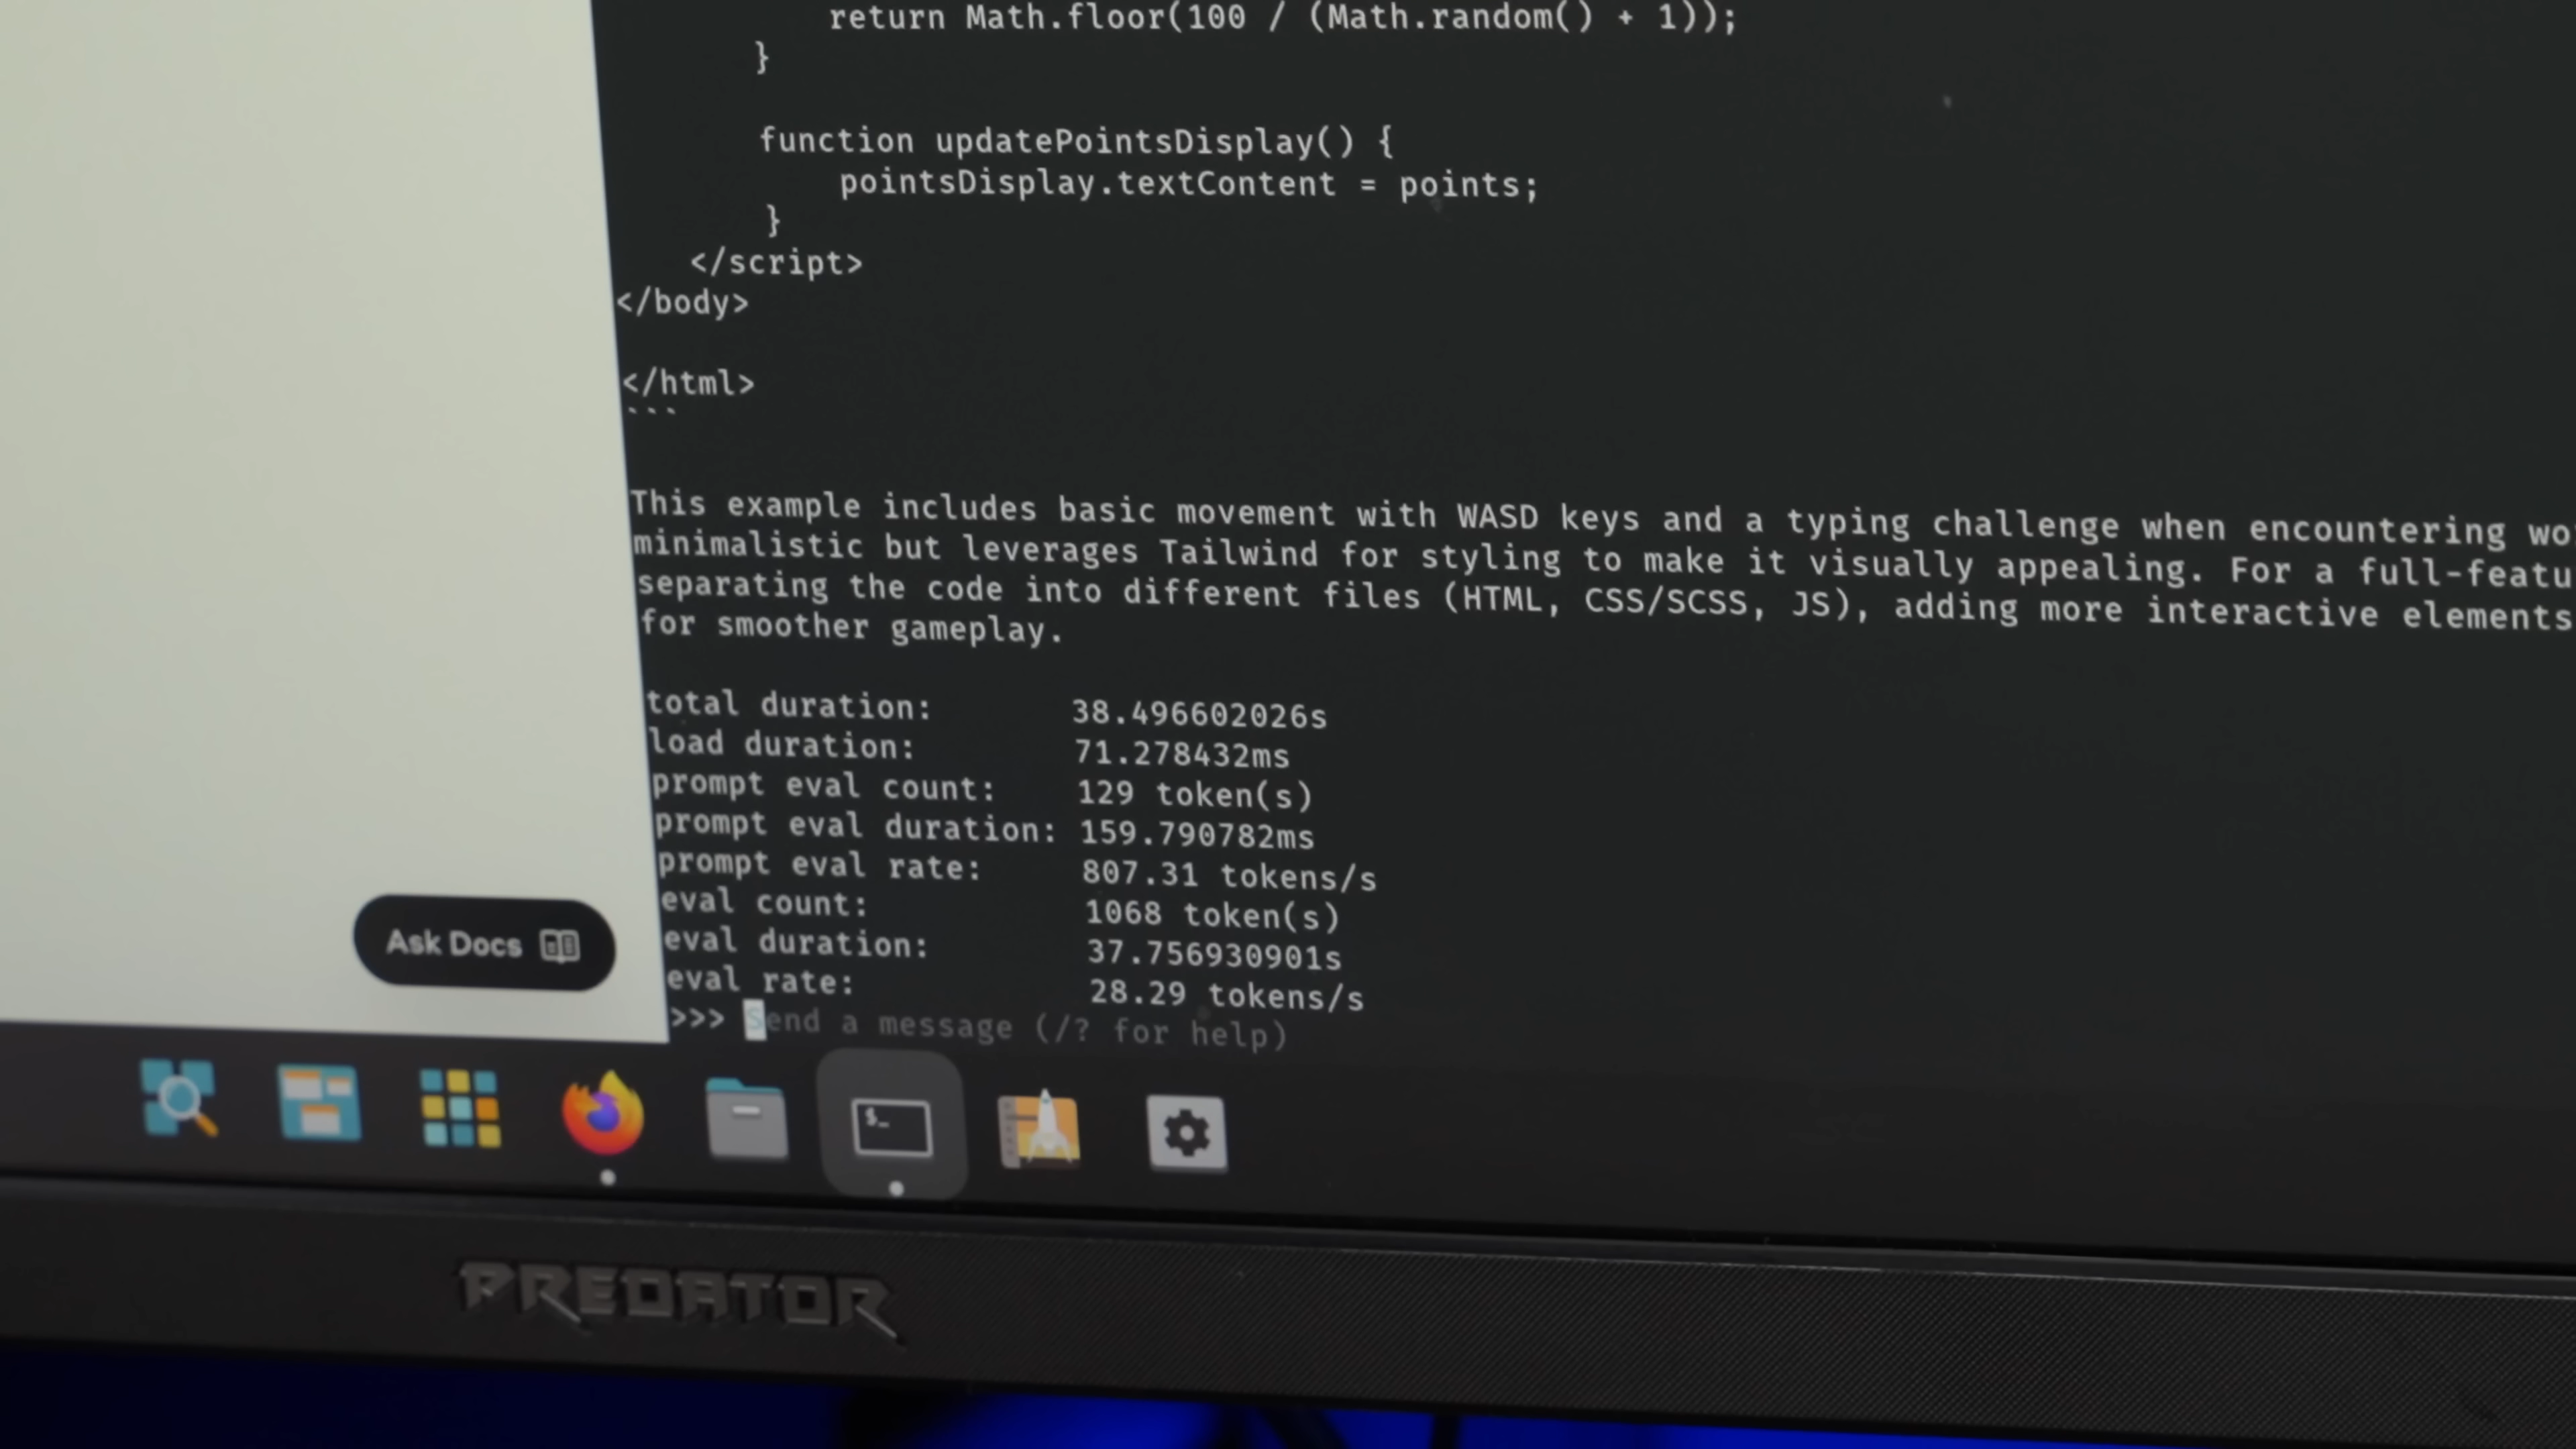 return Math.floor(100 / (Math.random() + 1));
}
function updatePointsDisplay() {
pointsDisplay.textContent = points;
}
</script>
</body>
</html>
```
This example includes basic movement with WASD keys and a typing challenge when encountering wo
minimalistic but leverages Tailwind for styling to make it visually appealing. For a full-featu
separating the code into different files (HTML, CSS/SCSS, JS), adding more interactive elements
for smoother gameplay.
total duration: 38.496602026s
load duration: 71.278432ms
prompt eval count: 129 token(s)
prompt eval duration: 159.790782ms
prompt eval rate: 807.31 tokens/s
eval count: 1068 token(s)
eval duration: 37.756930901s
eval rate: 28.29 tokens/s
>>> Send a message (/? for help)
Ask Docs
$_
PREDATOR